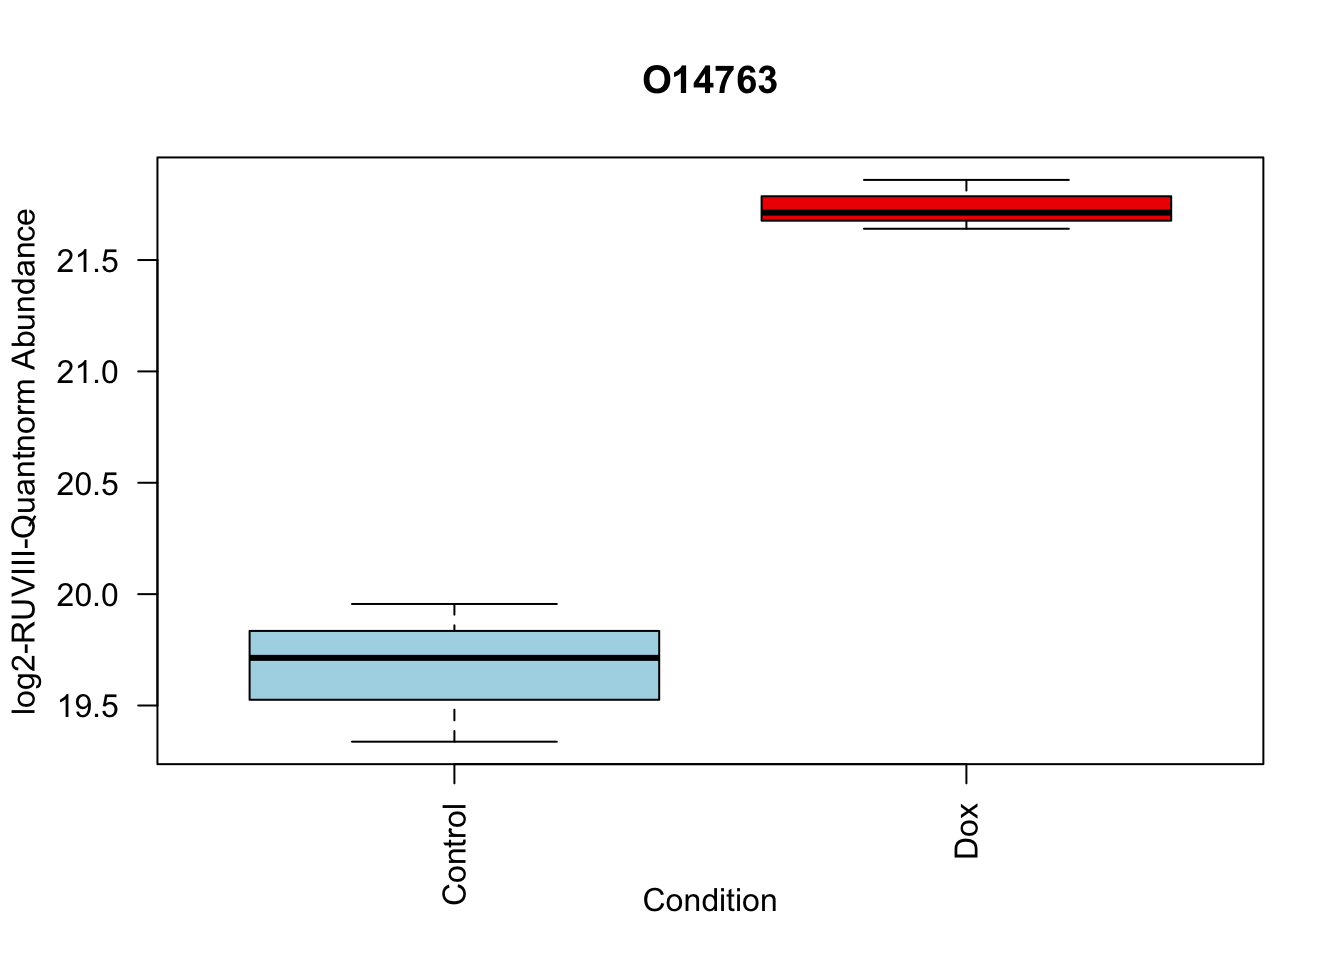 O14763
log2-RUVIII-Quantnorm Abundance
21.5
21.0
20.5
20.0
19.5
Control
Dox
Condition